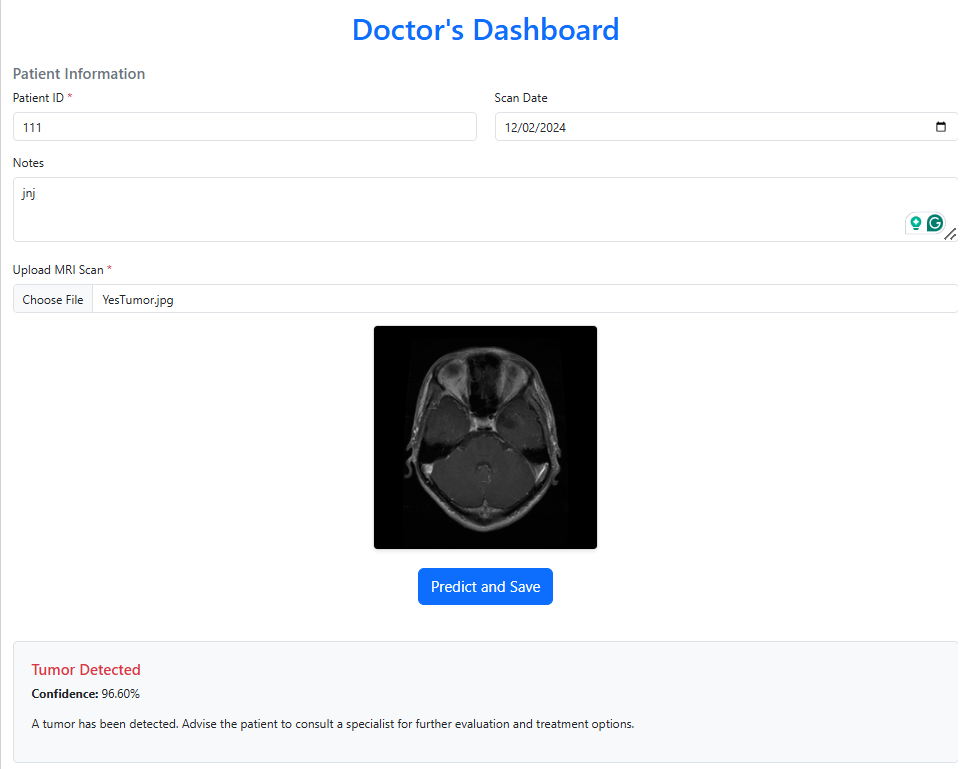 Doctor's Dashboard
Patient Information
Patient ID *
Scan Date
111
12/02/2024
Notes
jnj
Upload MRI Scan *
Choose File YesTumor.jpg
Predict and Save
Tumor Detected
Confidence: 96.60%
A tumor has been detected. Advise the patient to consult a specialist for further evaluation and treatment options.